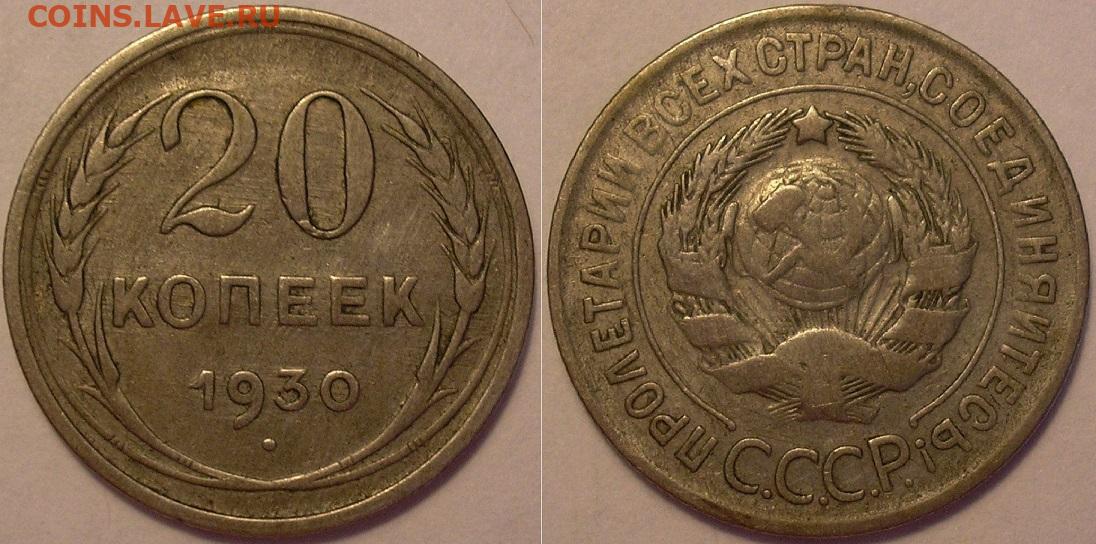 COINS.LAVE.RU
20
КОПЕЕК
1930
ПРОЛЕТАРИИ ВСЕХ СТРАН, СОЕДИНЯЙТЕСЬ!
С.С.С.Р.